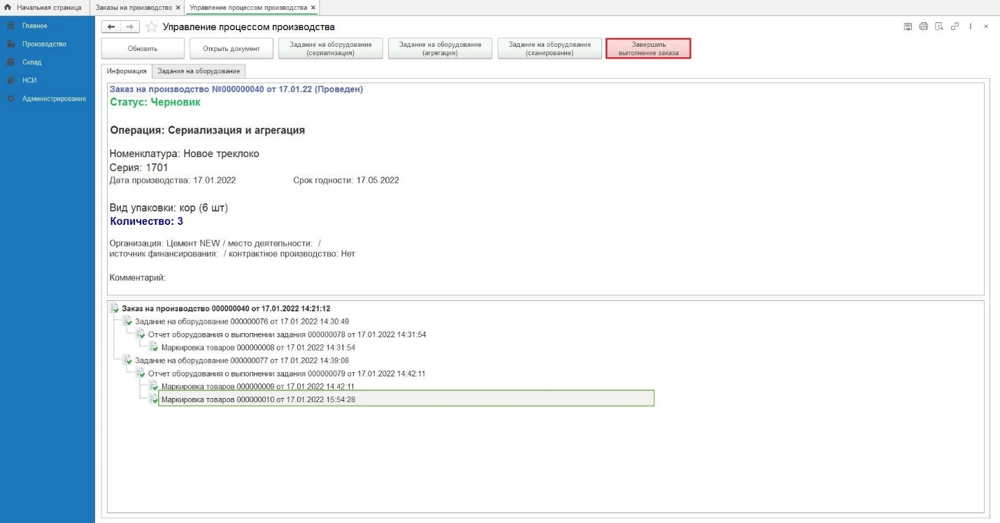 Начальная страница
Заказы на производство ×
Управление процессом производства ×
Главное
Производство
Склад
НСИ
Администрирование
Управление процессом производства
Обновить
Открыть документ
Задание на оборудование
(сериализация)
Задание на оборудование
(агрегация)
Задание на оборудование
(сканирование)
Завершить
выполнение заказа
Информация
Задания на оборудование
Заказ на производство №000000040 от 17.01.22 (Проведен)
Статус: Черновик
Операция: Сериализация и агрегация
Номенклатура: Новое треклоко
Серия: 1701
Дата производства: 17.01.2022 Срок годности: 17.05.2022
Вид упаковки: кор (6 шт)
Количество: 3
Организация: Цемент NEW / место деятельности: /
источник финансирования: / контрактное производство: Нет
Комментарий:
Заказ на производство 000000040 от 17.01.2022 14:21:12
Задание на оборудование 000000076 от 17.01.2022 14:30:49
Отчет оборудования о выполнении задания 000000078 от 17.01.2022 14:31:54
Маркировка товаров 000000008 от 17.01.2022 14:31:54
Задание на оборудование 000000077 от 17.01.2022 14:39:08
Отчет оборудования о выполнении задания 000000079 от 17.01.2022 14:42:11
Маркировка товаров 000000009 от 17.01.2022 14:42:11
Маркировка товаров 000000010 от 17.01.2022 15:54:28